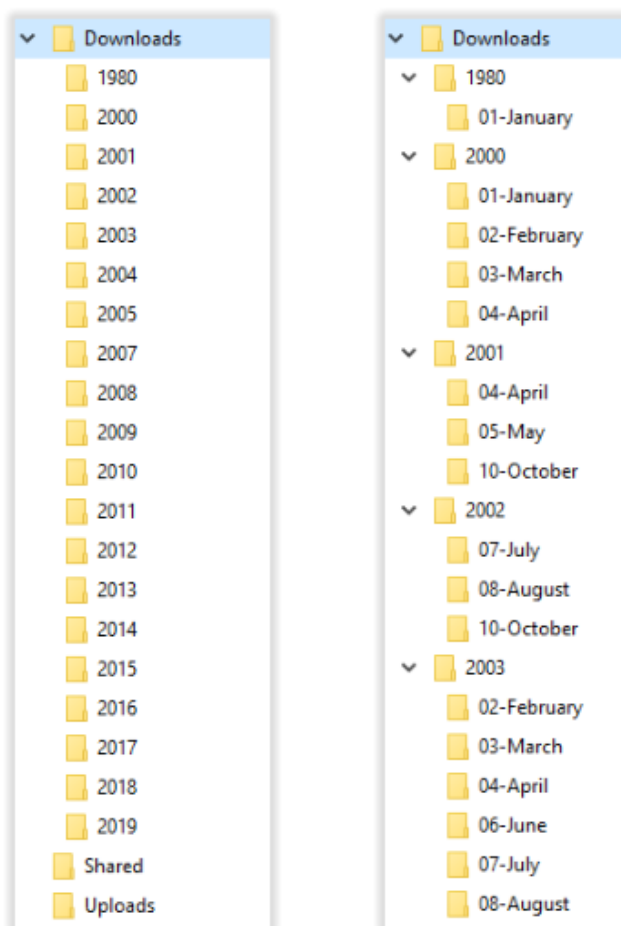 Downloads
1980
2000
2001
2002
2003
2004
2005
2007
2008
2009
2010
2011
2012
2013
2014
2015
2016
2017
2018
2019
Shared
Uploads
Downloads
1980
01-January
2000
01-January
02-February
03-March
04-April
2001
04-April
05-May
10-October
2002
07-July
08-August
10-October
2003
02-February
03-March
04-April
06-June
07-July
08-August